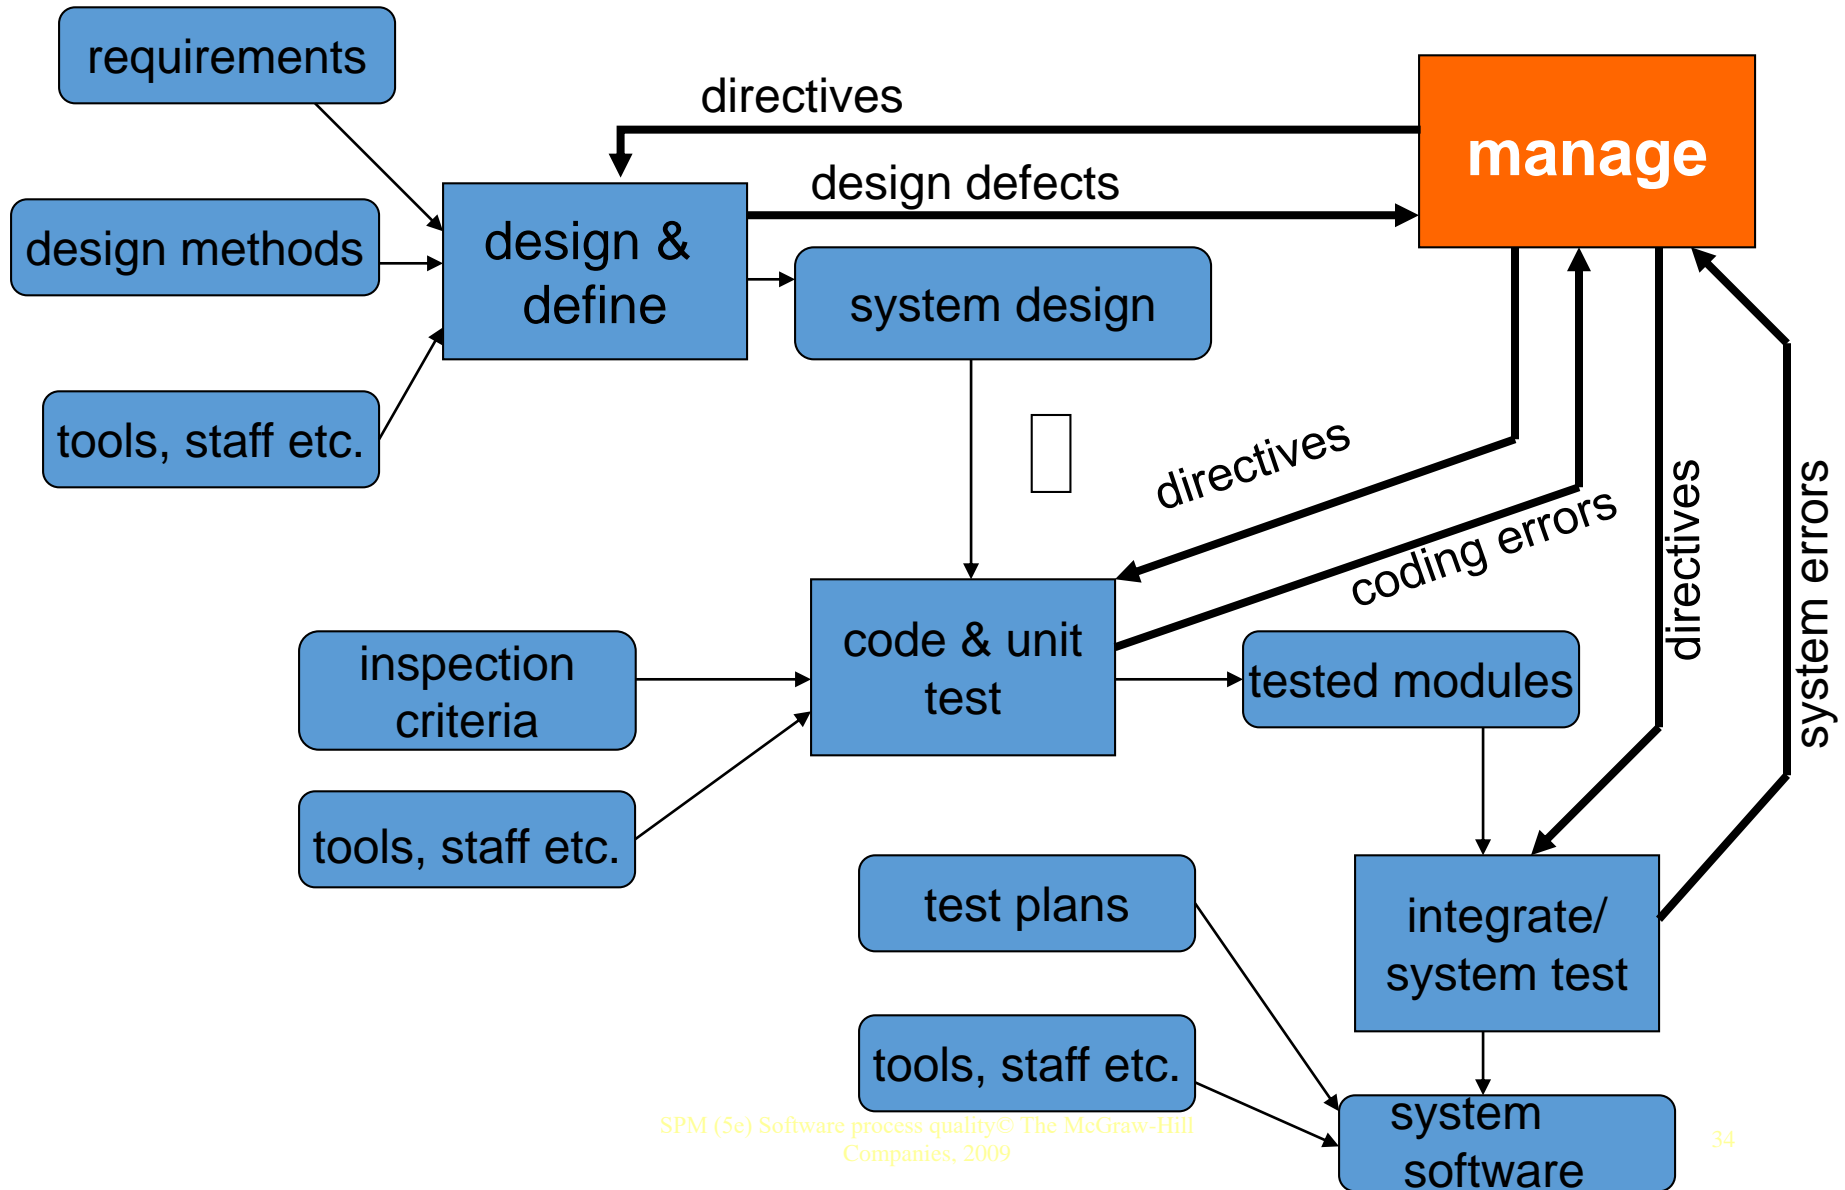 requirements
directives
manage
design defects
design methods
design &
define
system design
tools, staff etc.
directives
coding errors
directives
system errors
code & unit
test
inspection
criteria
tested modules
tools, staff etc.
test plans
integrate/
system test
tools, staff etc.
system
software
SPM (5e) Software process quality© The McGraw-Hill
Companies, 2009
34